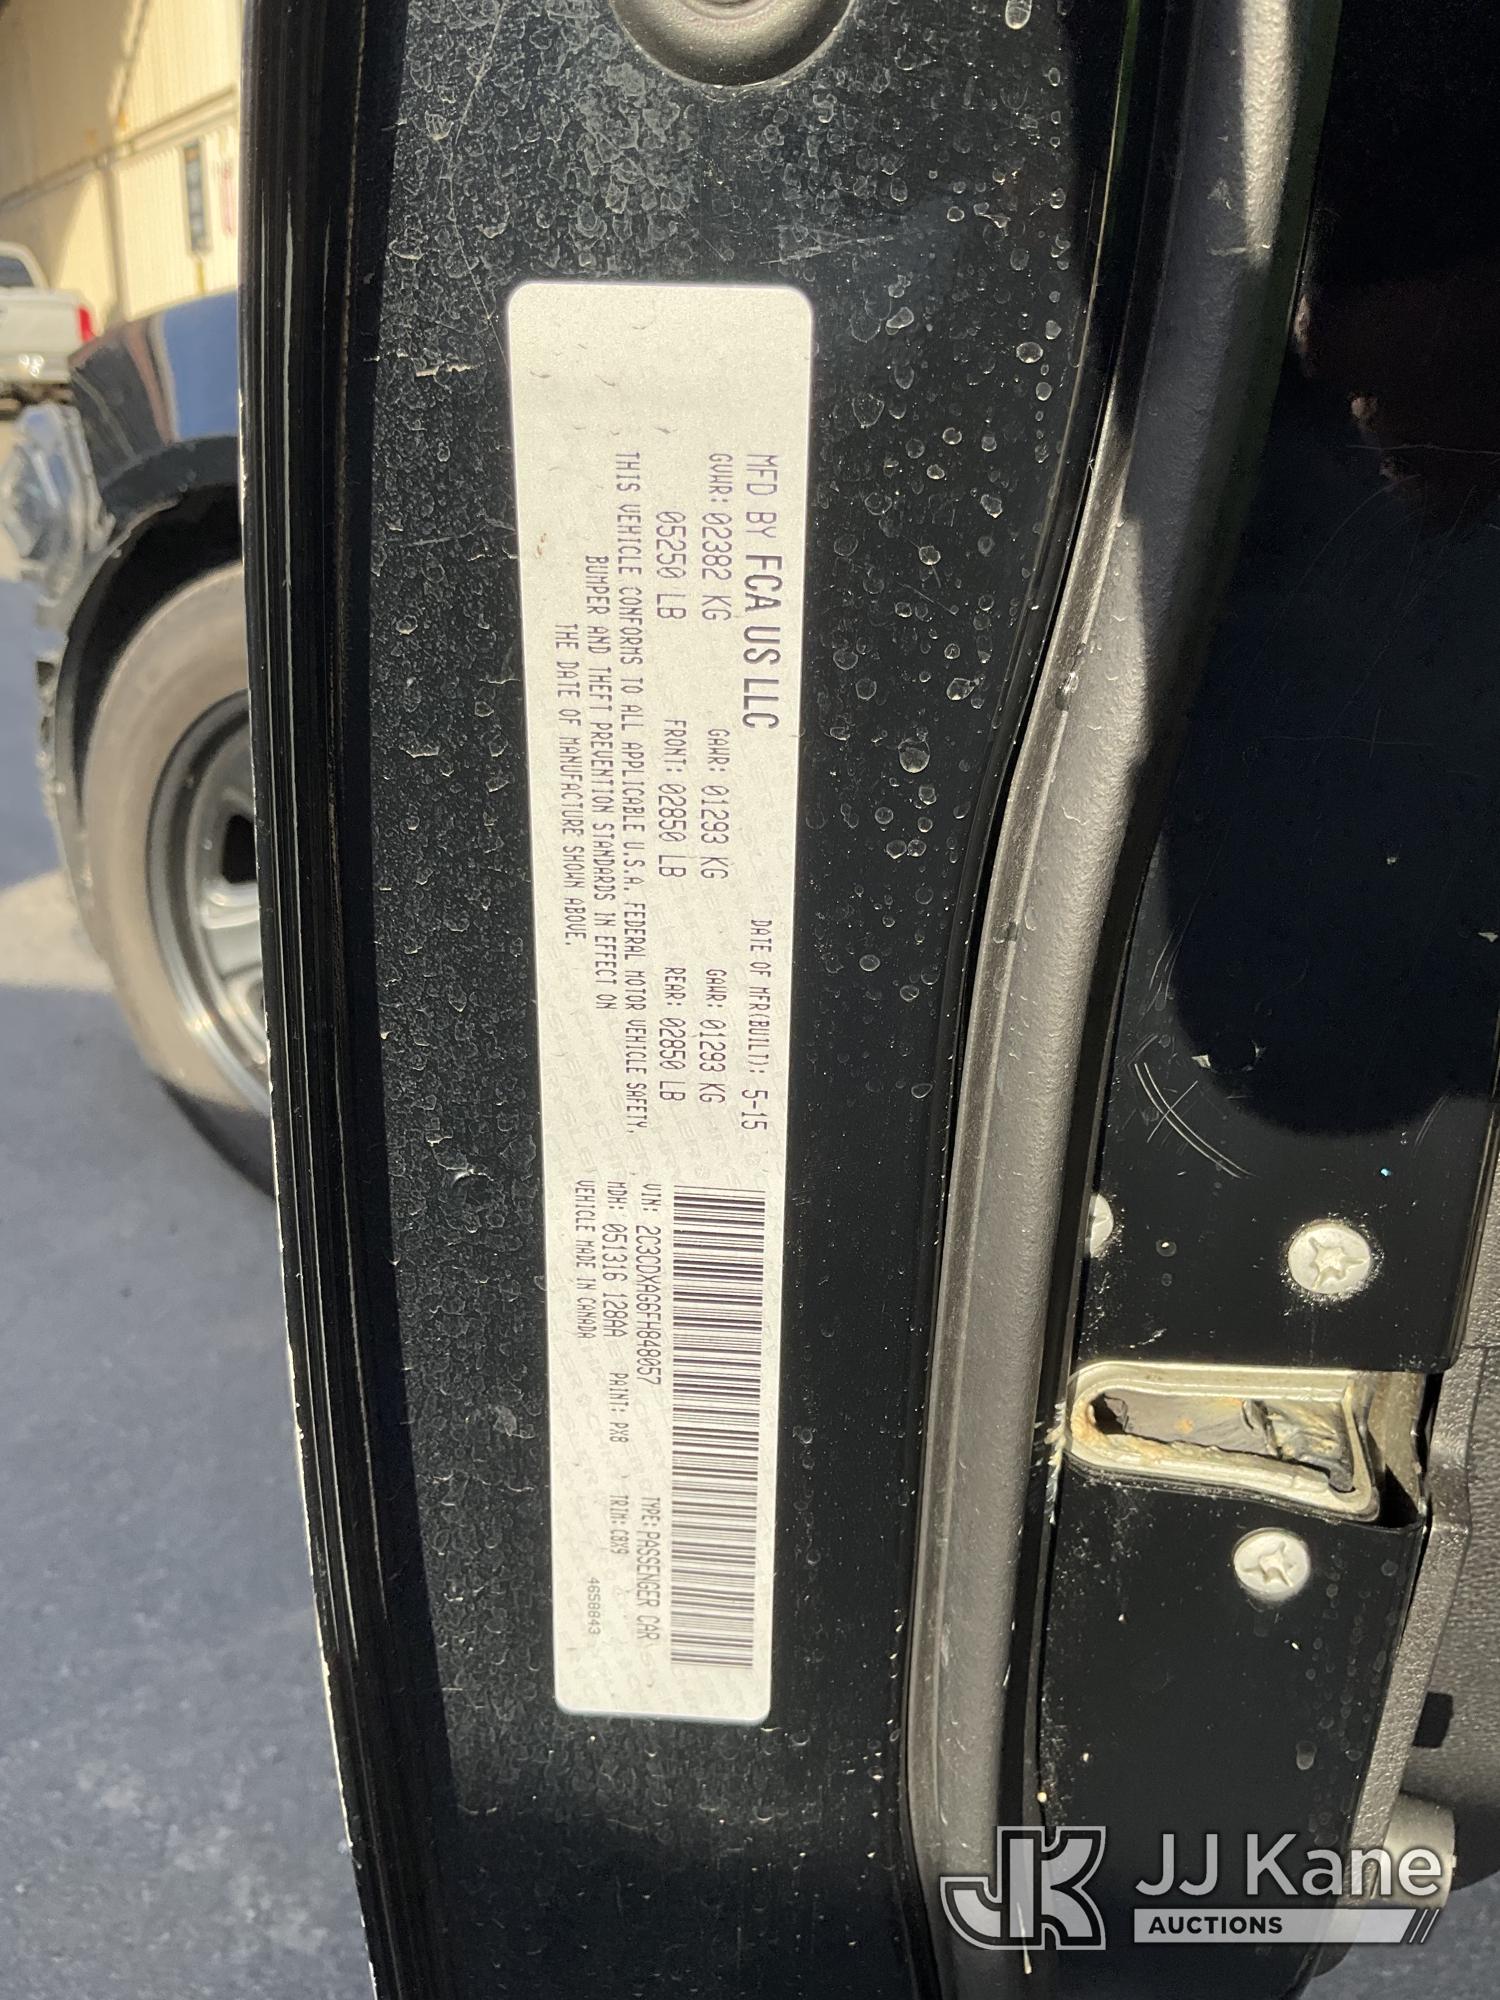 MFD BY FCA US LLC
DATE OF MFR(BUILT): 5-15
GVWR: 02382 KG
GAWR: 01293 KG
GAWR: 01293 KG
05250 LB
FRONT: 02850 LB
REAR: 02850 LB
THIS VEHICLE CONFORMS TO ALL APPLICABLE U.S.A. FEDERAL MOTOR VEHICLE SAFETY,
BUMPER AND THEFT PREVENTION STANDARDS IN EFFECT ON
THE DATE OF MANUFACTURE SHOWN ABOVE.
VIN: 2C3CDXAG6FH848057
TYPE: PASSENGER CAR
MDH: 051316 128AA
PAINT: PX8
TRIM: C8X9
VEHICLE MADE IN CANADA
4658843
JK
JJ Kane
AUCTIONS